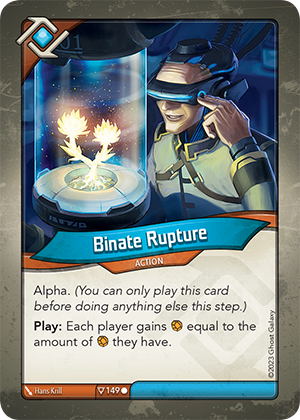 01
Binate Rupture
ACTION
Alpha. (You can only play this card
before doing anything else this step.)
Play: Each player gains equal to the
amount of they have.
Hans Krill
149
©2023 Ghost Galaxy